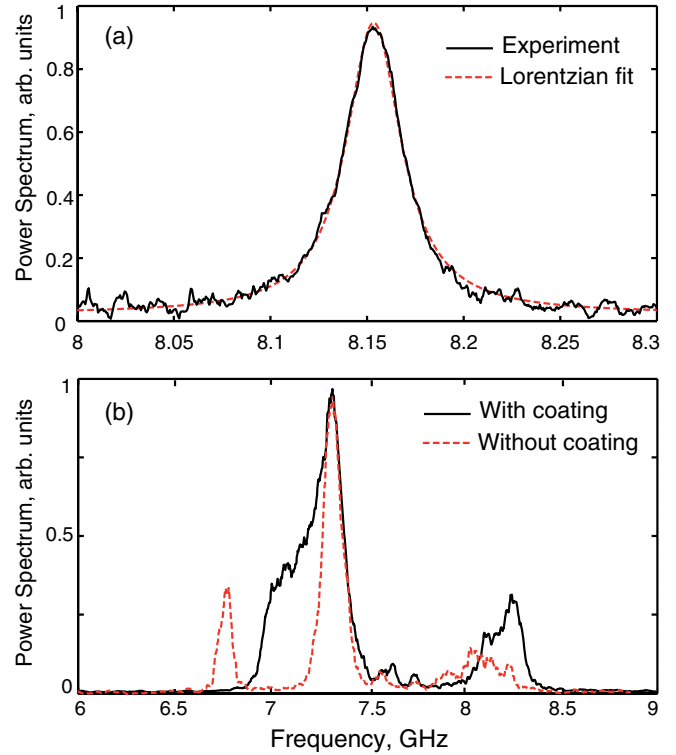 1
(a)
Experiment
Lorentzian fit
0.8
0.6
0.4
0.2
0
Power Spectrum, arb. units
8
8.05
8.1
8.15
8.2
8.25
8.3
1
(b)
With coating
Without coating
0.5
0
Power Spectrum, arb. units
6
6.5
7
7.5
8
8.5
9
Frequency, GHz